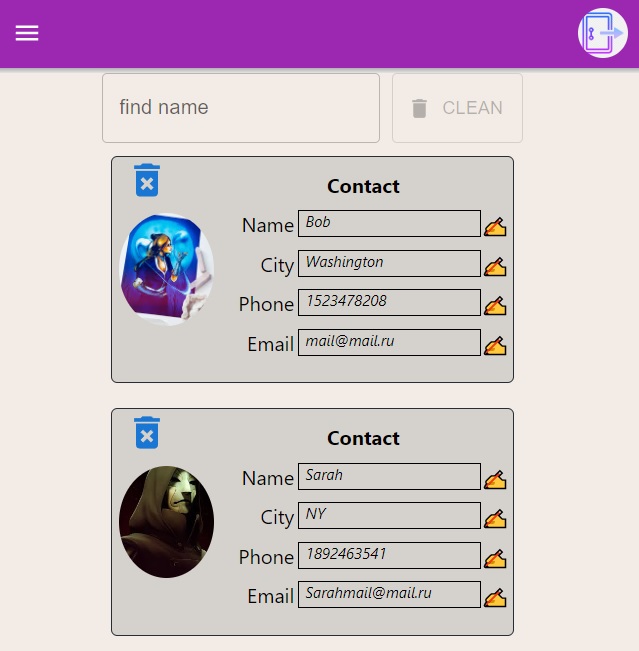 find name
CLEAN
Contact
Name Bob
City Washington
Phone 1523478208
Email mail@mail.ru
Contact
Name Sarah
City NY
Phone 1892463541
Email Sarahmail@mail.ru